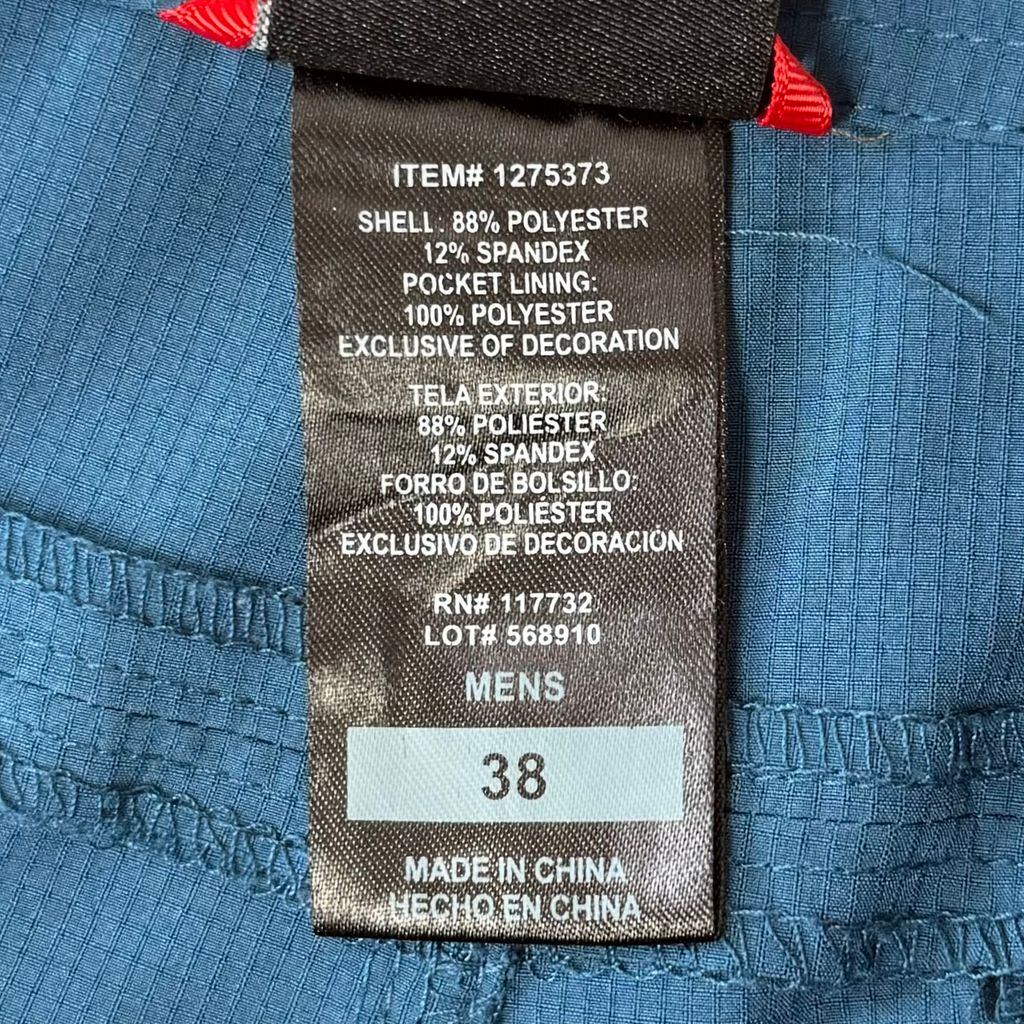 ITEM# 1275373
SHELL: 88% POLYESTER
12% SPANDEX
POCKET LINING:
100% POLYESTER
EXCLUSIVE OF DECORATION
TELA EXTERIOR:
88% POLIÉSTER
12% SPANDEX
FORRO DE BOLSILLO:
100% POLIÉSTER
EXCLUSIVO DE DECORACIÓN
RN# 117732
LOT# 568910
MENS
38
MADE IN CHINA
HECHO EN CHINA